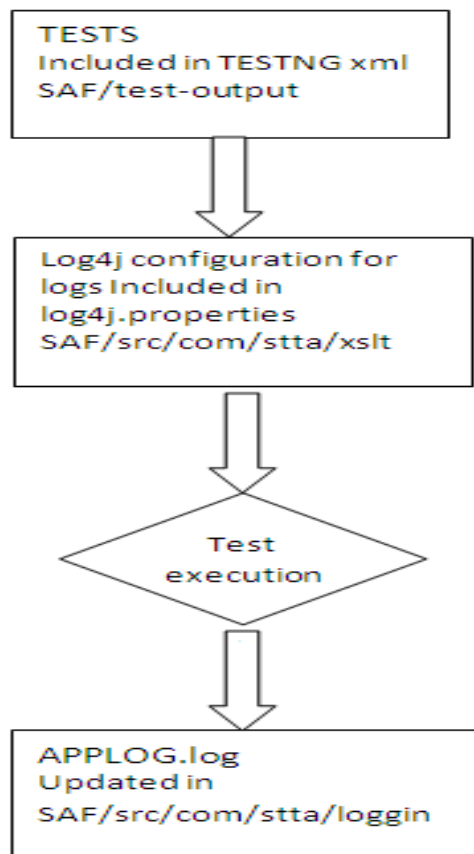 TESTS
Included in TESTNG xml
SAF/test-output
Log4j configuration for
logs Included in
log4j.properties
SAF/src/com/stta/xslt
Test
execution
APPLOG.log
Updated in
SAF/src/com/stta/loggin